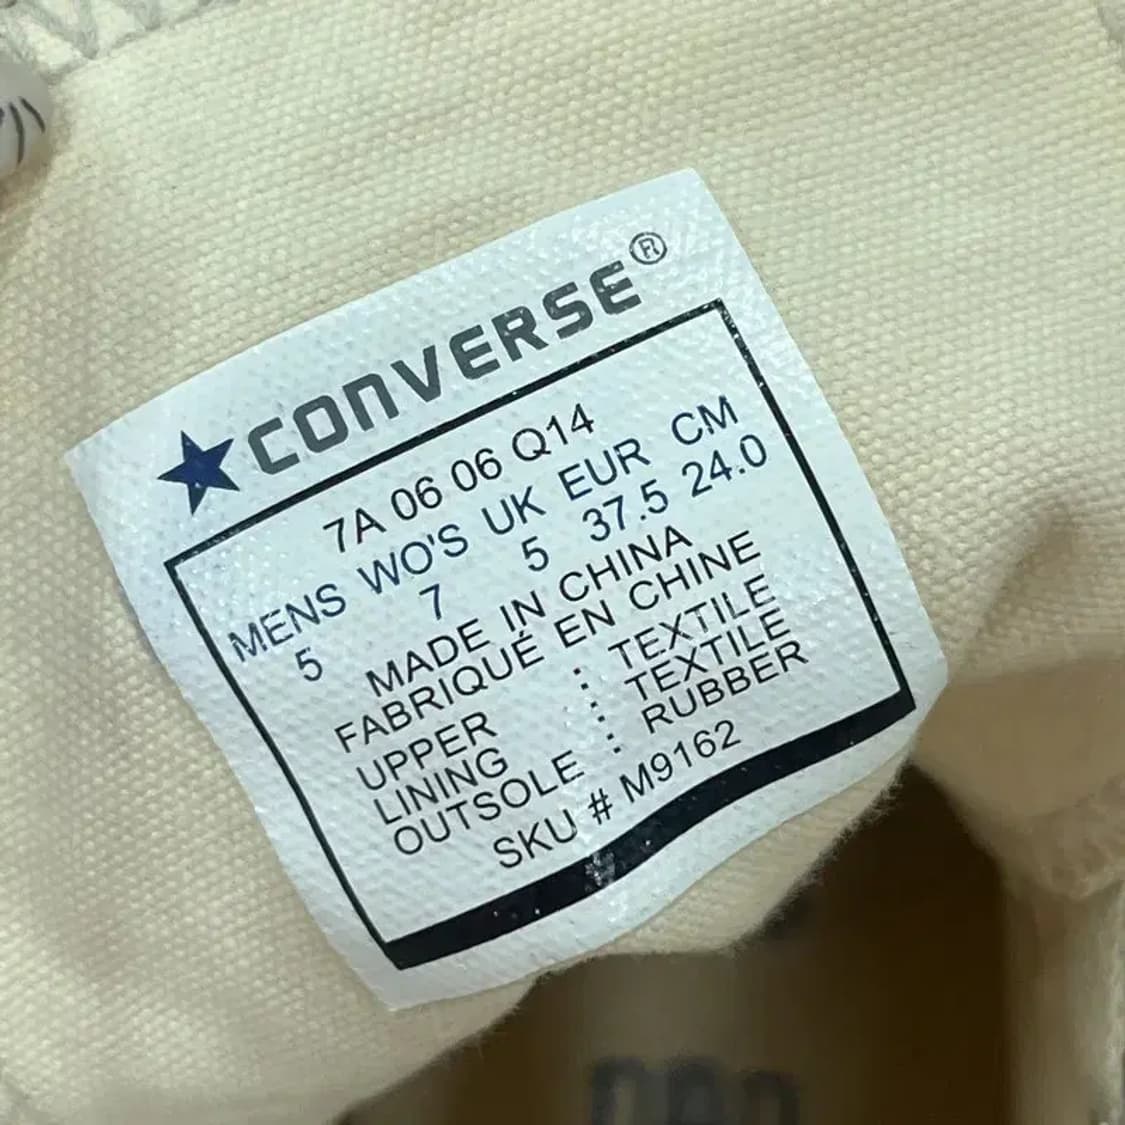 CONVERSE®
7A 06 06 Q14
MENS WO'S UK EUR CM
5 7 5 37.5 24.0
MADE IN CHINA
FABRIQUÉ EN CHINE
UPPER : TEXTILE
LINING : TEXTILE
OUTSOLE : RUBBER
SKU # M9162